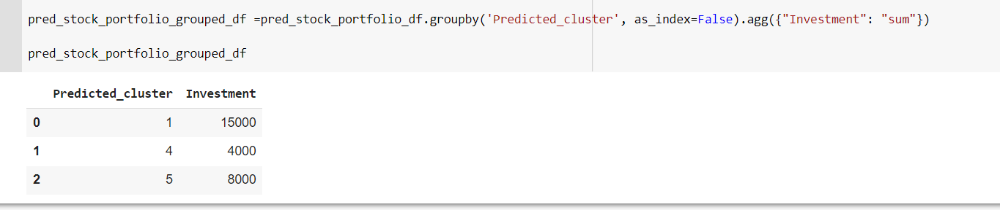 pred_stock_portfolio_grouped_df =pred_stock_portfolio_df.groupby('Predicted_cluster', as_index=False).agg({"Investment": "sum"})
pred_stock_portfolio_grouped_df
Predicted_cluster Investment
0 1 15000
1 4 4000
2 5 8000